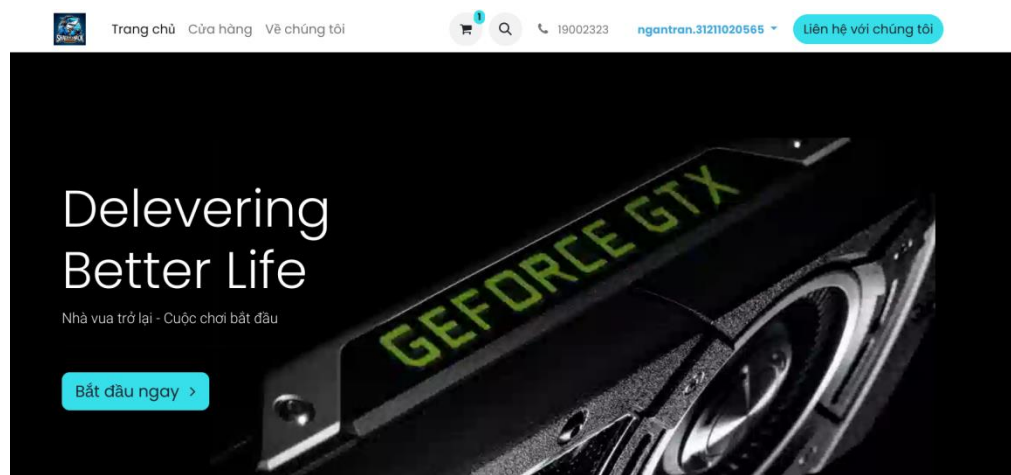 Trang chủ Cửa hàng Về chúng tôi 1 19002323 ngantran.31211020565 Liên hệ với chúng tôi
Delevering
Better Life
Nhà vua trở lại - Cuộc chơi bắt đầu
Bắt đầu ngay >
GEFORCE GTX